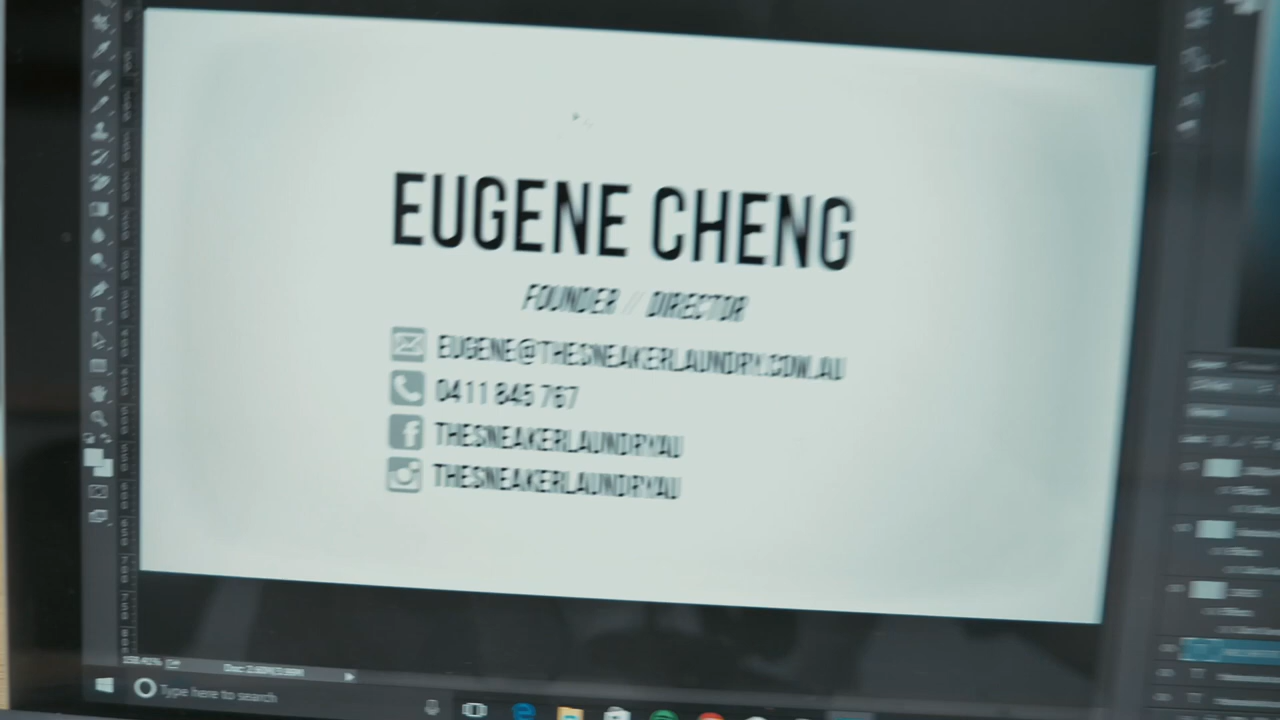 EUGENE CHENG
FOUNDER // DIRECTOR
EUGENE@THESNEAKERLAUNDRY.COM.AU
0411 845 767
THESNEAKERLAUNDRYAU
THESNEAKERLAUNDRYAU
Type here to search